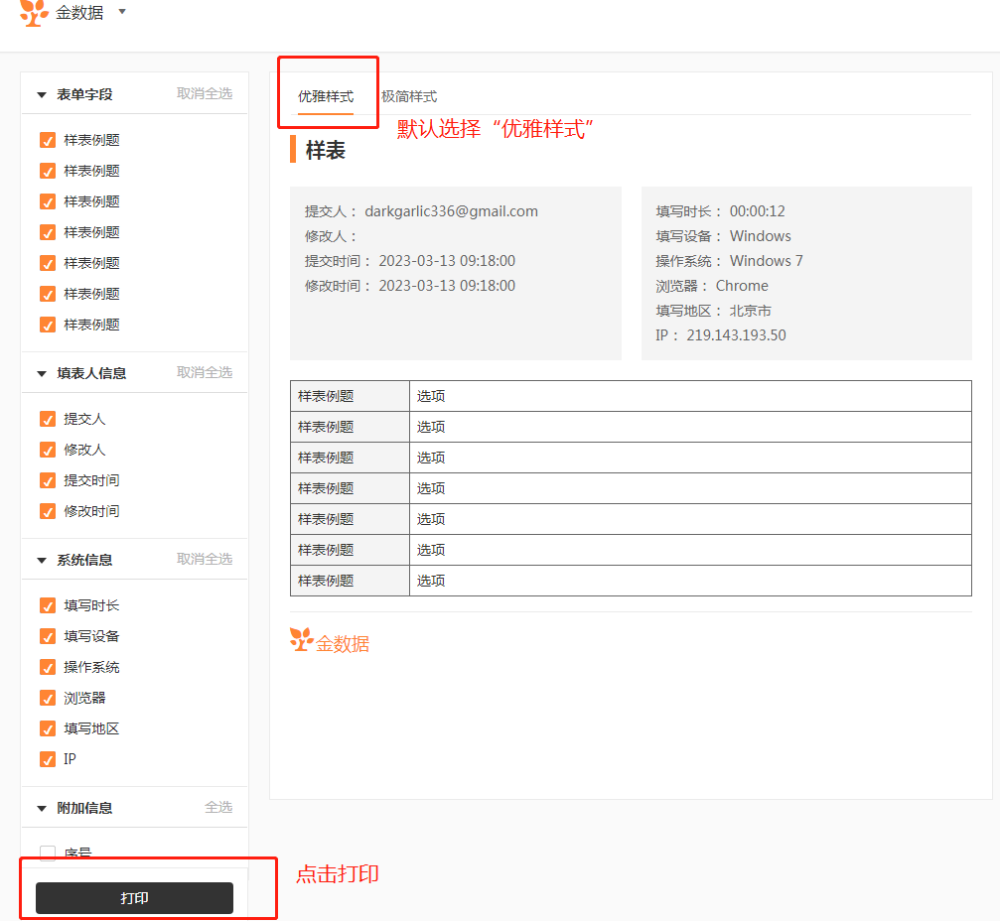 金数据
表单字段 取消全选
样表例题
样表例题
样表例题
样表例题
样表例题
样表例题
样表例题
填表人信息 取消全选
提交人
修改人
提交时间
修改时间
系统信息 取消全选
填写时长
填写设备
操作系统
浏览器
填写地区
IP
附加信息 全选
序号
打印
点击打印
优雅样式 极简样式
默认选择“优雅样式”
样表
提交人： darkgarlic336@gmail.com
修改人：
提交时间： 2023-03-13 09:18:00
修改时间： 2023-03-13 09:18:00
填写时长： 00:00:12
填写设备： Windows
操作系统： Windows 7
浏览器： Chrome
填写地区： 北京市
IP： 219.143.193.50
样表例题 选项
样表例题 选项
样表例题 选项
样表例题 选项
样表例题 选项
样表例题 选项
样表例题 选项
金数据